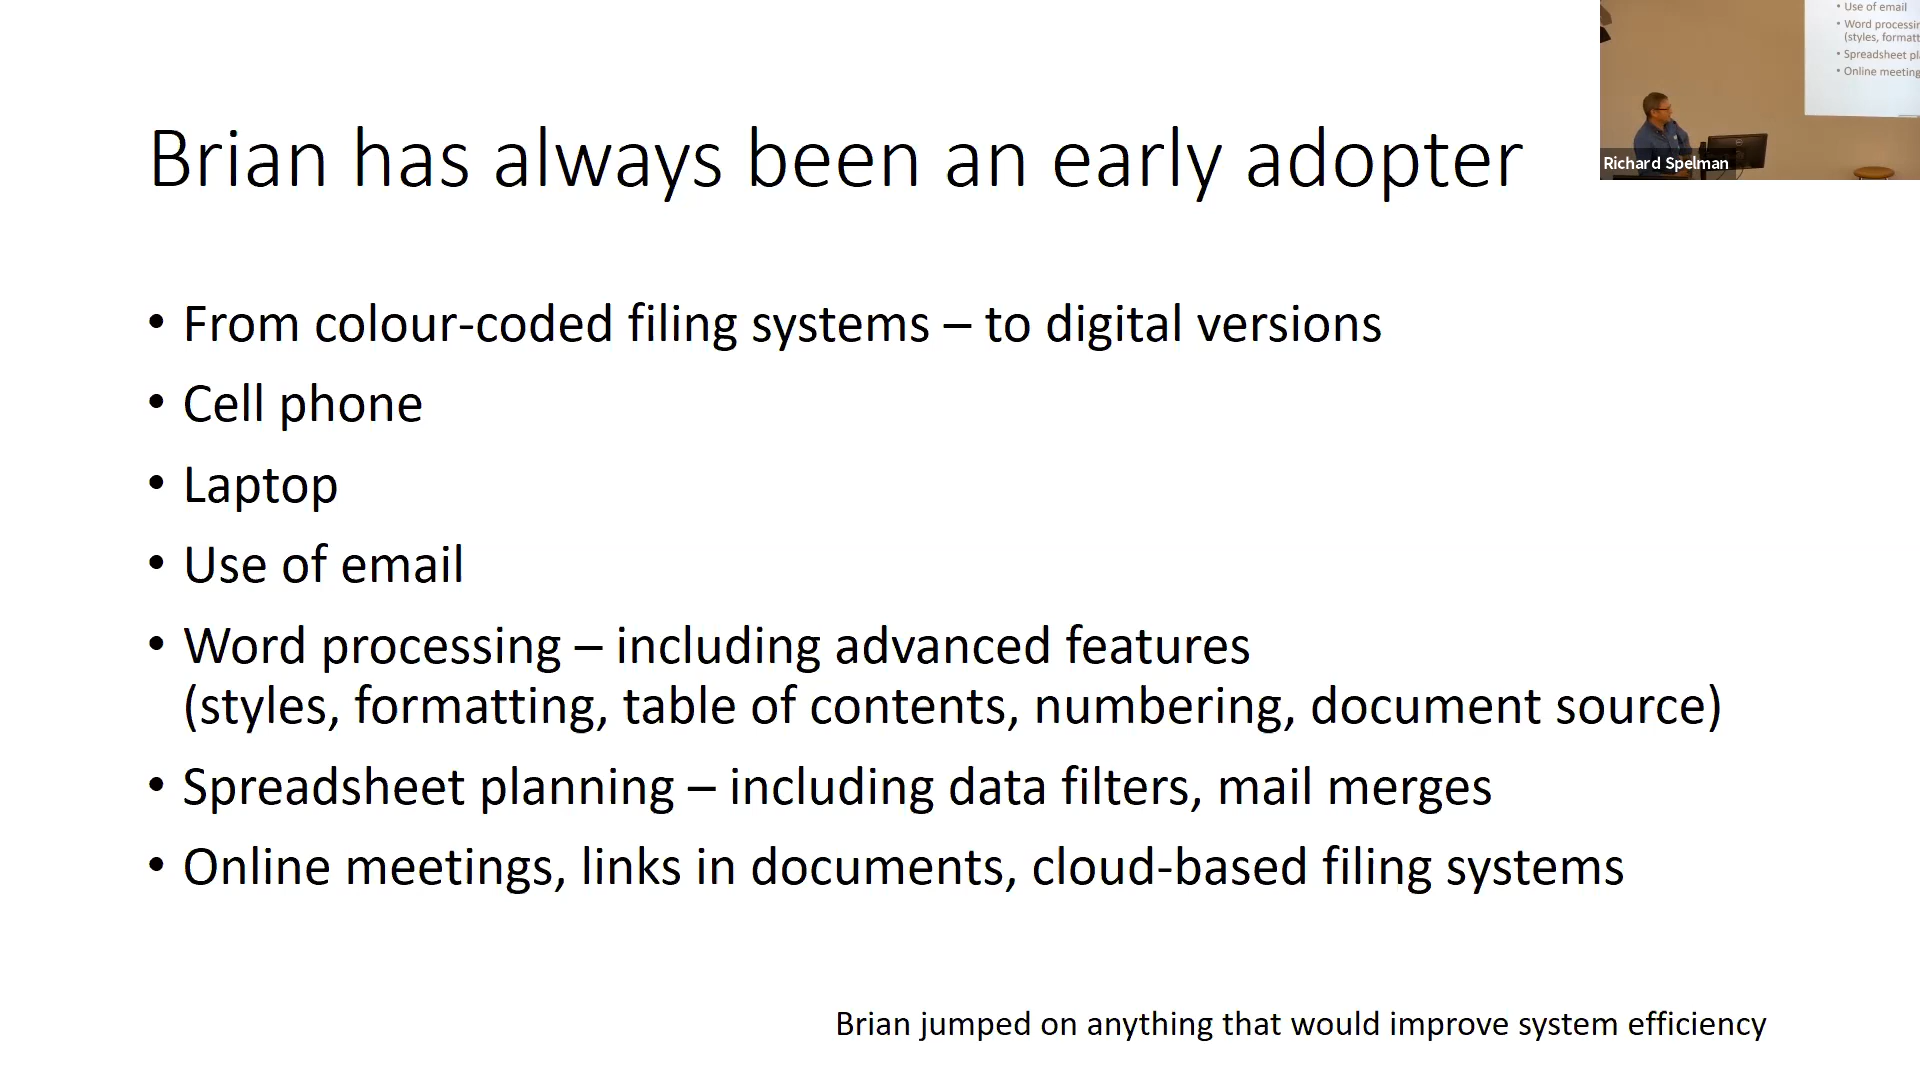 Brian has always been an early adopter
• From colour-coded filing systems – to digital versions
• Cell phone
• Laptop
• Use of email
• Word processing – including advanced features
(styles, formatting, table of contents, numbering, document source)
• Spreadsheet planning – including data filters, mail merges
• Online meetings, links in documents, cloud-based filing systems
Brian jumped on anything that would improve system efficiency
• Use of email
• Word processin
(styles, formatt
• Spreadsheet pl
• Online meeting
Richard Spelman